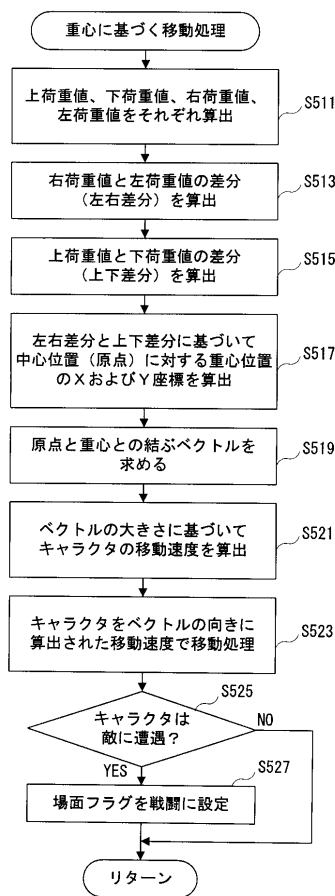 重心に基づく移動処理
上荷重値、下荷重値、右荷重値、
左荷重値をそれぞれ算出
S511
右荷重値と左荷重値の差分
（左右差分）を算出
S513
上荷重値と下荷重値の差分
（上下差分）を算出
S515
左右差分と上下差分に基づいて
中心位置（原点）に対する重心位置
のＸおよびＹ座標を算出
S517
原点と重心との結ぶベクトルを
求める
S519
ベクトルの大きさに基づいて
キャラクタの移動速度を算出
S521
キャラクタをベクトルの向きに
算出された移動速度で移動処理
S523
S525
キャラクタは
敵に遭遇？
NO
YES
S527
場面フラグを戦闘に設定
リターン